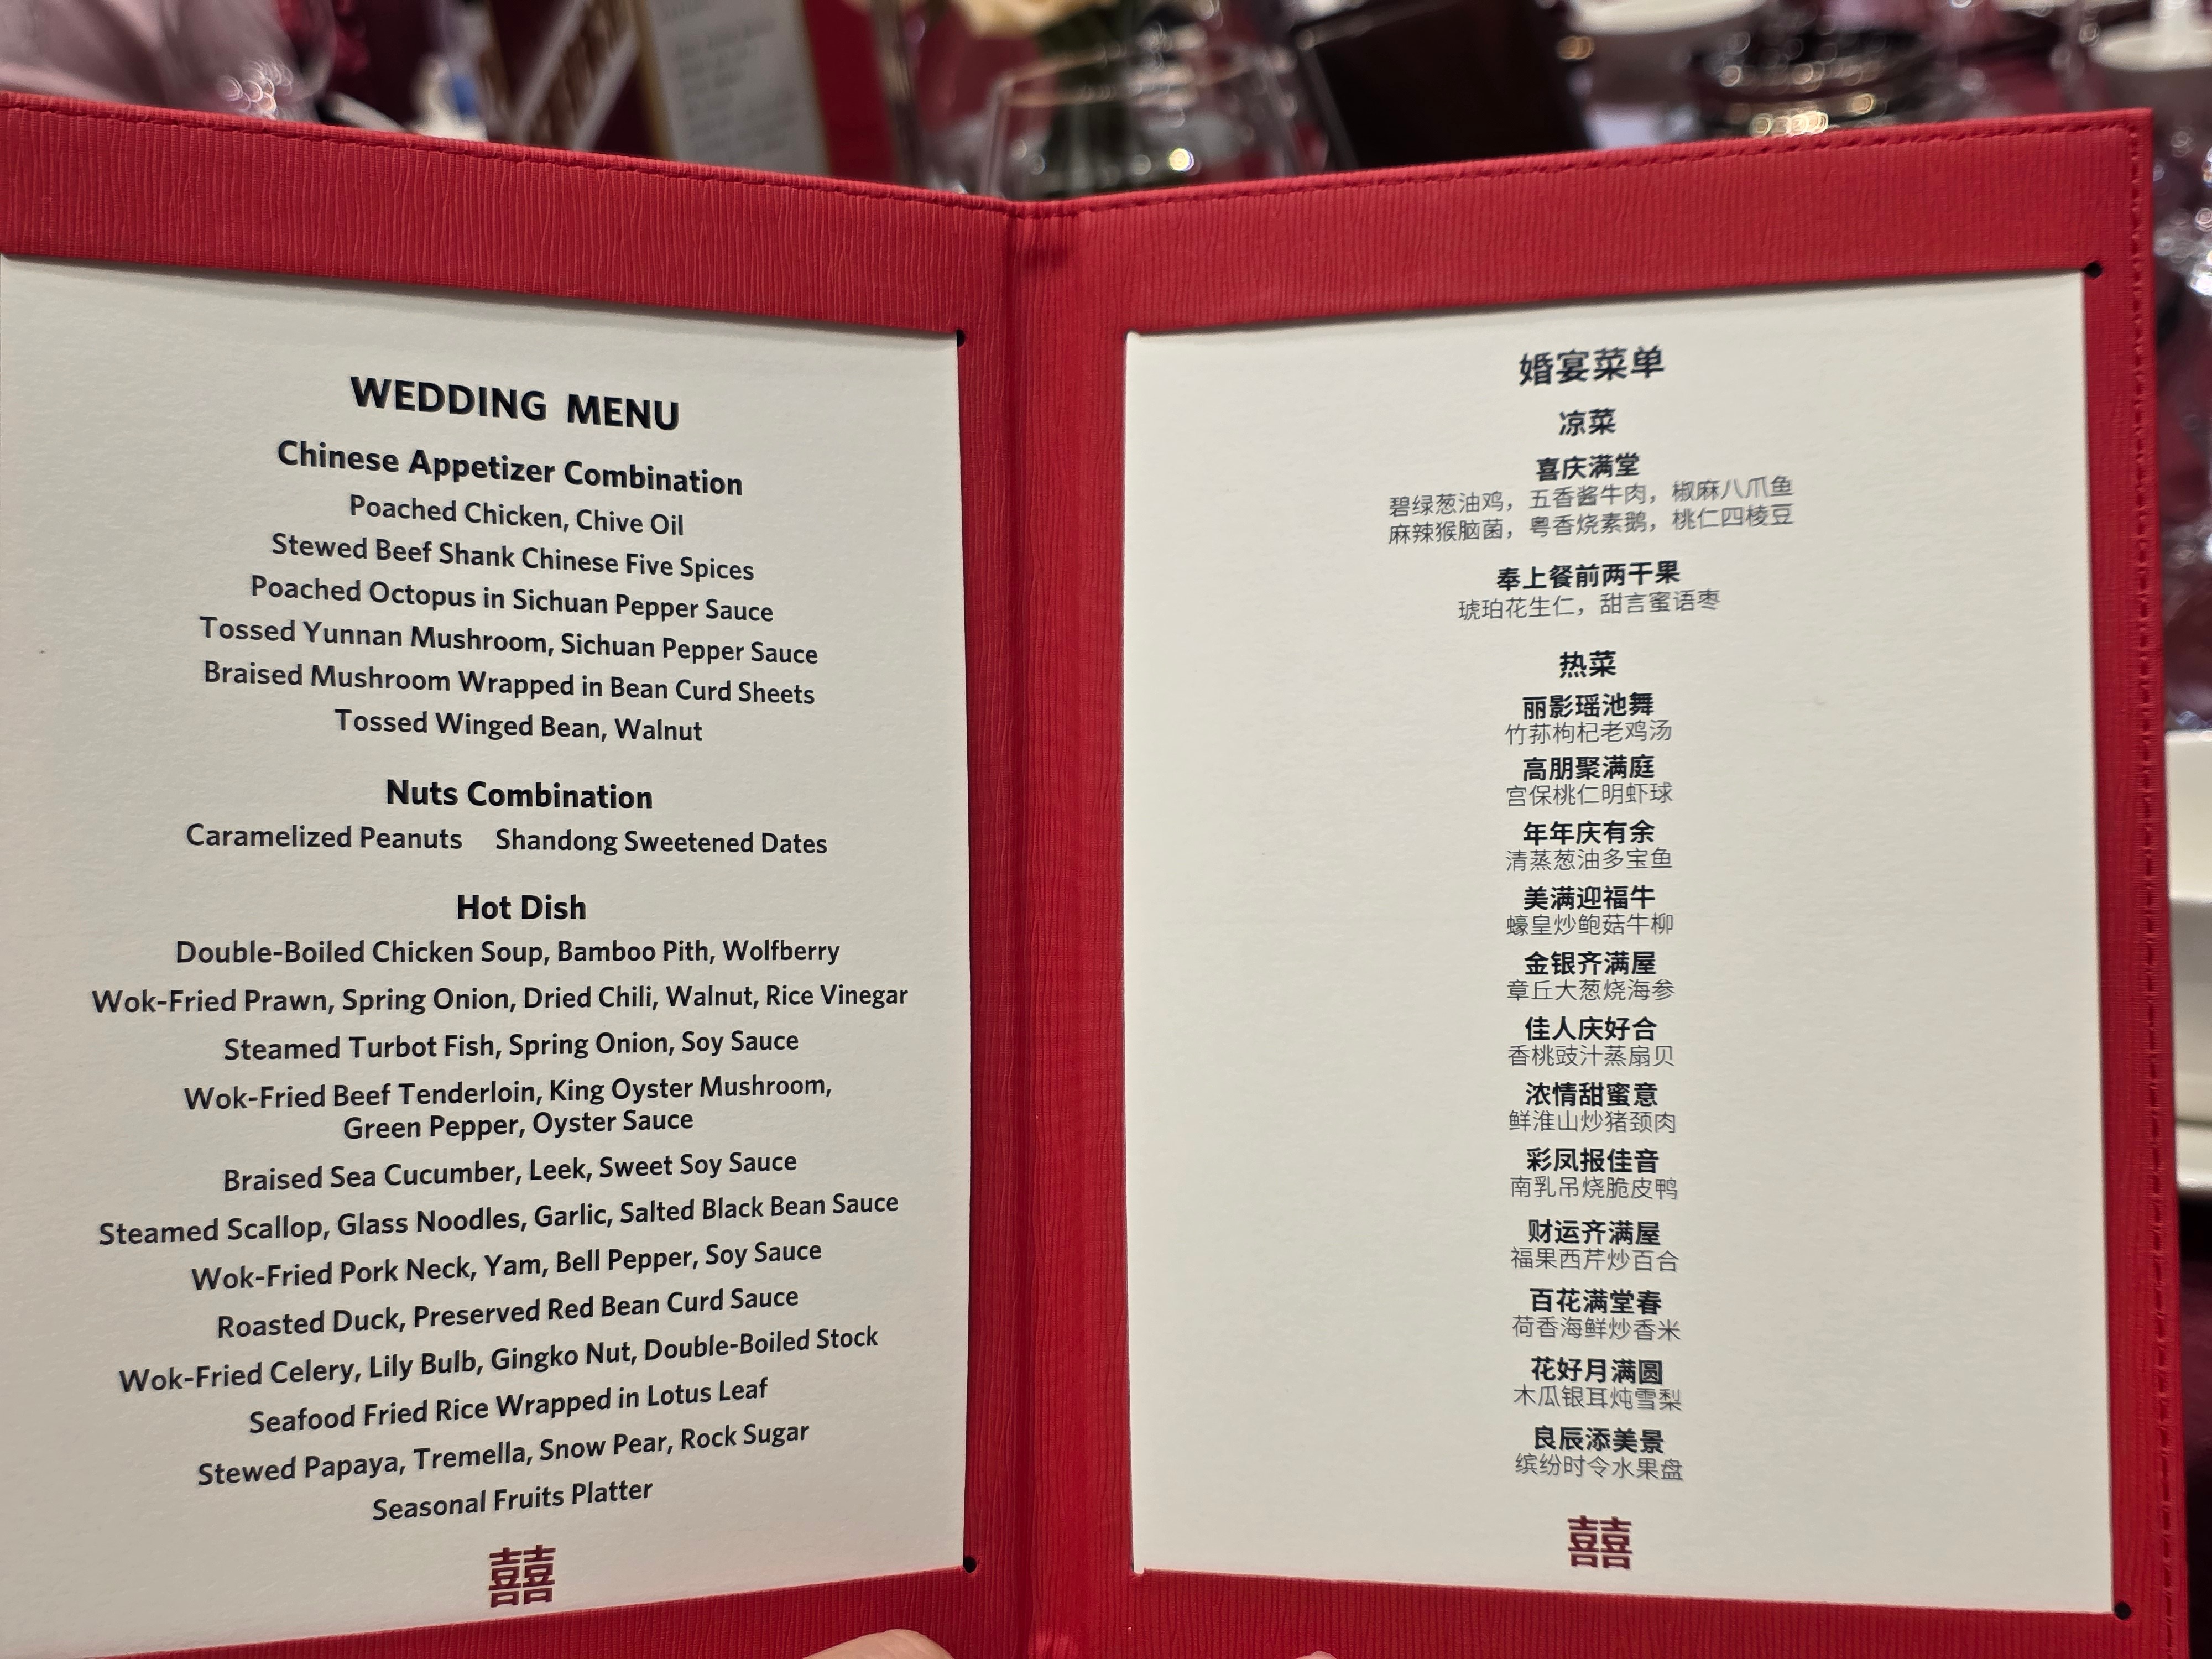 WEDDING MENU
Chinese Appetizer Combination
Poached Chicken, Chive Oil
Stewed Beef Shank Chinese Five Spices
Poached Octopus in Sichuan Pepper Sauce
Tossed Yunnan Mushroom, Sichuan Pepper Sauce
Braised Mushroom Wrapped in Bean Curd Sheets
Tossed Winged Bean, Walnut
Nuts Combination
Caramelized Peanuts Shandong Sweetened Dates
Hot Dish
Double-Boiled Chicken Soup, Bamboo Pith, Wolfberry
Wok-Fried Prawn, Spring Onion, Dried Chili, Walnut, Rice Vinegar
Steamed Turbot Fish, Spring Onion, Soy Sauce
Wok-Fried Beef Tenderloin, King Oyster Mushroom,
Green Pepper, Oyster Sauce
Braised Sea Cucumber, Leek, Sweet Soy Sauce
Steamed Scallop, Glass Noodles, Garlic, Salted Black Bean Sauce
Wok-Fried Pork Neck, Yam, Bell Pepper, Soy Sauce
Roasted Duck, Preserved Red Bean Curd Sauce
Wok-Fried Celery, Lily Bulb, Gingko Nut, Double-Boiled Stock
Seafood Fried Rice Wrapped in Lotus Leaf
Stewed Papaya, Tremella, Snow Pear, Rock Sugar
Seasonal Fruits Platter
囍
婚宴菜单
凉菜
喜庆满堂
碧绿葱油鸡，五香酱牛肉，椒麻八爪鱼
麻辣猴脑菌，粤香烧素鹅，桃仁四棱豆
奉上餐前两干果
琥珀花生仁，甜言蜜语枣
热菜
丽影瑶池舞
竹荪枸杞老鸡汤
高朋聚满庭
宫保桃仁明虾球
年年庆有余
清蒸葱油多宝鱼
美满迎福牛
蠔皇炒鲍菇牛柳
金银齐满屋
章丘大葱烧海参
佳人庆好合
香桃豉汁蒸扇贝
浓情甜蜜意
鲜淮山炒猪颈肉
彩凤报佳音
南乳吊烧脆皮鸭
财运齐满屋
福果西芹炒百合
百花满堂春
荷香海鲜炒香米
花好月满圆
木瓜银耳炖雪梨
良辰添美景
缤纷时令水果盘
囍